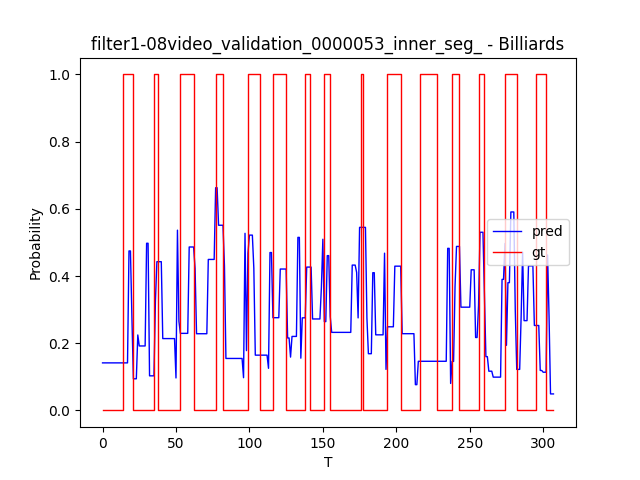 filter1-08video_validation_0000053_inner_seg_ - Billiards
1.0
0.8
0.6
0.4
0.2
0.0
Probability
pred
gt
0 50 100 150 200 250 300
T